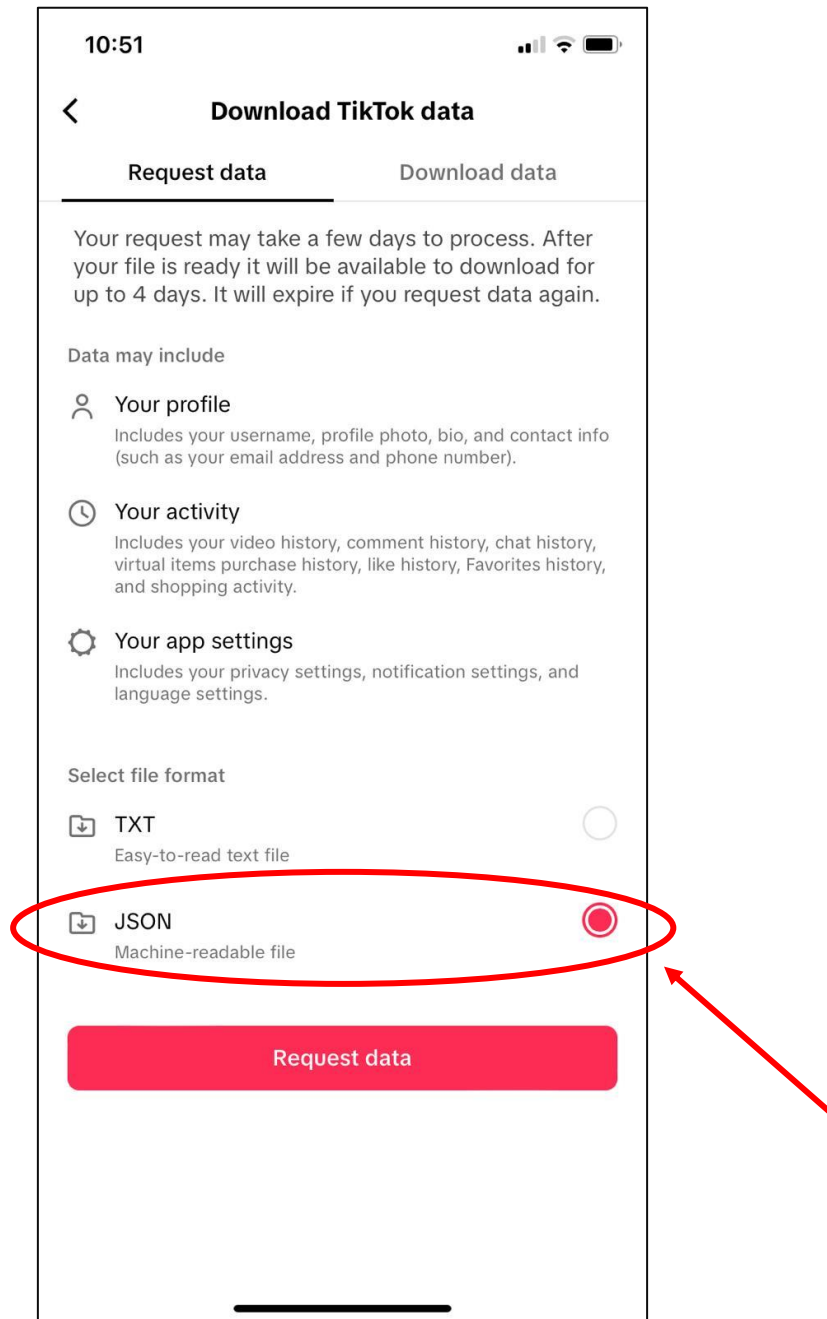 10:51
Download TikTok data
Request data
Download data
Your request may take a few days to process. After
your file is ready it will be available to download for
up to 4 days. It will expire if you request data again.
Data may include
Your profile
Includes your username, profile photo, bio, and contact info
(such as your email address and phone number).
Your activity
Includes your video history, comment history, chat history,
virtual items purchase history, like history, Favorites history,
and shopping activity.
Your app settings
Includes your privacy settings, notification settings, and
language settings.
Select file format
TXT
Easy-to-read text file
JSON
Machine-readable file
Request data